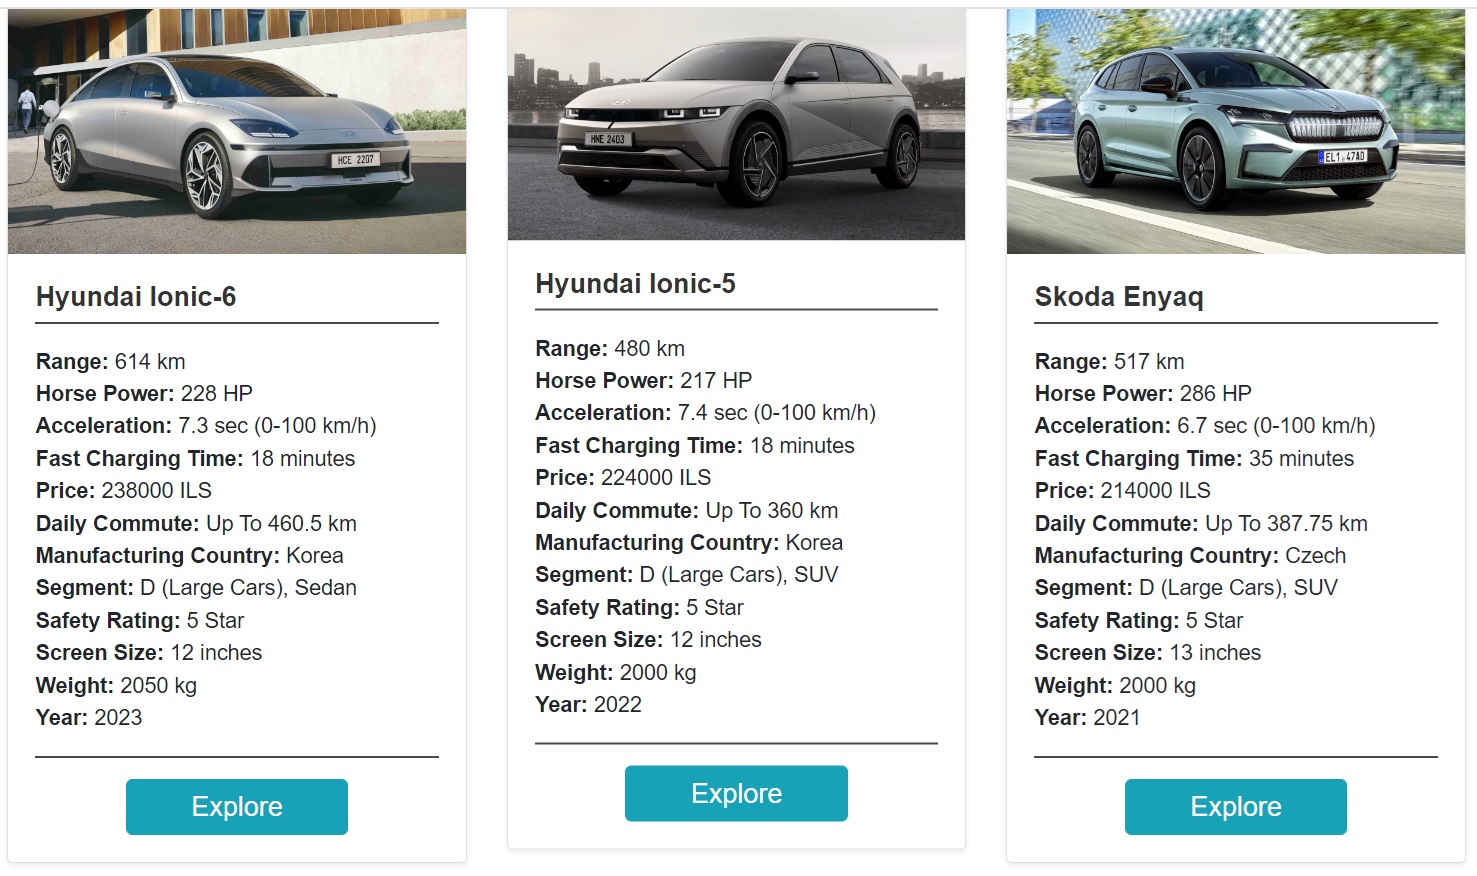 HCE 2207
Hyundai Ionic-6
Range: 614 km
Horse Power: 228 HP
Acceleration: 7.3 sec (0-100 km/h)
Fast Charging Time: 18 minutes
Price: 238000 ILS
Daily Commute: Up To 460.5 km
Manufacturing Country: Korea
Segment: D (Large Cars), Sedan
Safety Rating: 5 Star
Screen Size: 12 inches
Weight: 2050 kg
Year: 2023
Explore
HNE 2403
Hyundai Ionic-5
Range: 480 km
Horse Power: 217 HP
Acceleration: 7.4 sec (0-100 km/h)
Fast Charging Time: 18 minutes
Price: 224000 ILS
Daily Commute: Up To 360 km
Manufacturing Country: Korea
Segment: D (Large Cars), SUV
Safety Rating: 5 Star
Screen Size: 12 inches
Weight: 2000 kg
Year: 2022
Explore
EL1 47AD
Skoda Enyaq
Range: 517 km
Horse Power: 286 HP
Acceleration: 6.7 sec (0-100 km/h)
Fast Charging Time: 35 minutes
Price: 214000 ILS
Daily Commute: Up To 387.75 km
Manufacturing Country: Czech
Segment: D (Large Cars), SUV
Safety Rating: 5 Star
Screen Size: 13 inches
Weight: 2000 kg
Year: 2021
Explore